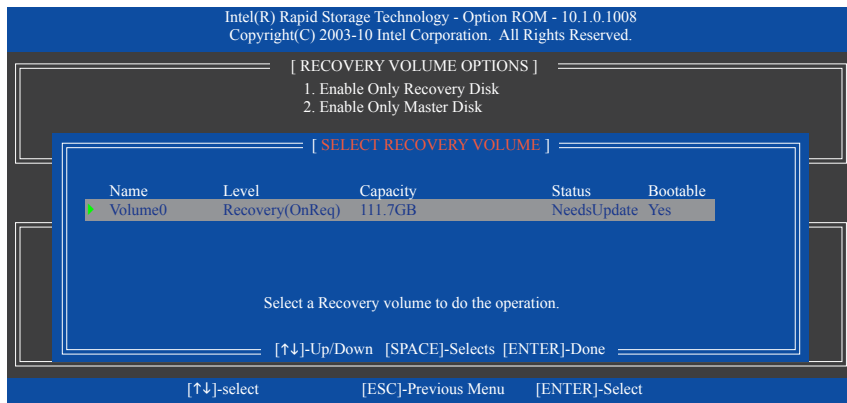 Intel(R) Rapid Storage Technology - Option ROM - 10.1.0.1008
Copyright(C) 2003-10 Intel Corporation. All Rights Reserved.
[ RECOVERY VOLUME OPTIONS ]
1. Enable Only Recovery Disk
2. Enable Only Master Disk
[ SELECT RECOVERY VOLUME ]
Name Level Capacity Status Bootable
Volume0 Recovery(OnReq) 111.7GB NeedsUpdate Yes
Select a Recovery volume to do the operation.
[↑↓]-Up/Down [SPACE]-Selects [ENTER]-Done
[↑↓]-select [ESC]-Previous Menu [ENTER]-Select